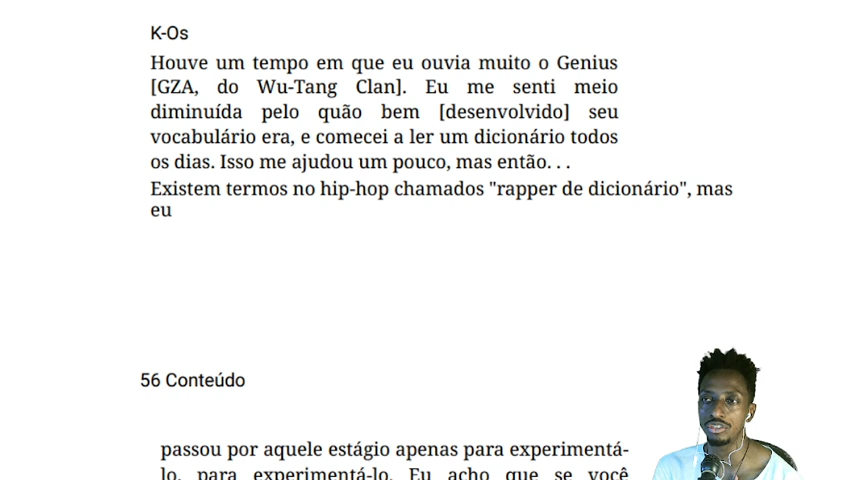 K-Os
Houve um tempo em que eu ouvia muito o Genius
[GZA, do Wu-Tang Clan]. Eu me senti meio
diminuída pelo quão bem [desenvolvido] seu
vocabulário era, e comecei a ler um dicionário todos
os dias. Isso me ajudou um pouco, mas então. . .
Existem termos no hip-hop chamados "rapper de dicionário", mas
eu
56 Conteúdo
passou por aquele estágio apenas para experimentá-
lo, para experimentá-lo. Eu acho que se você